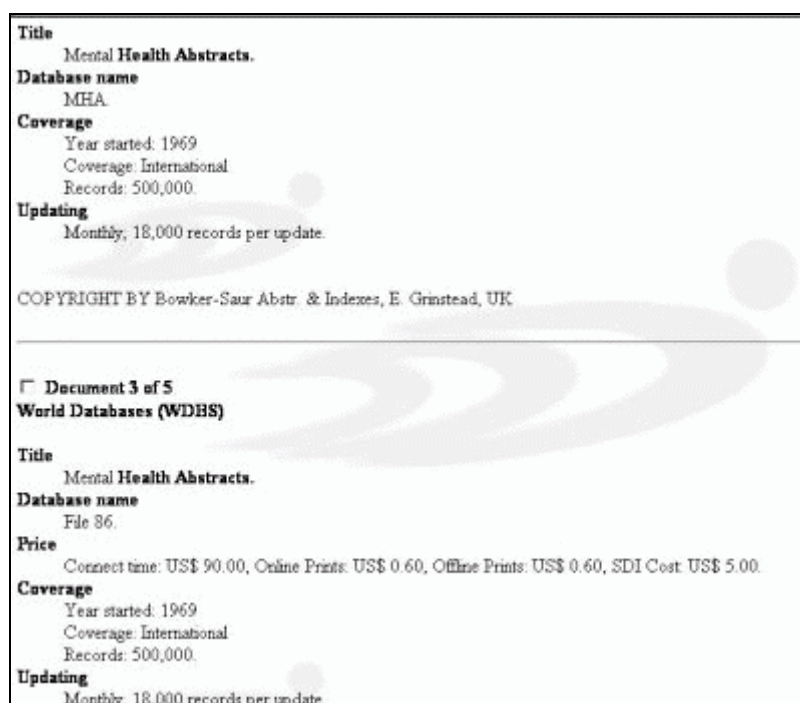 Title
Mental Health Abstracts.
Database name
MHA.
Coverage
Year started: 1969
Coverage: International
Records: 500,000.
Updating
Monthly, 18,000 records per update.
COPYRIGHT BY Bowker-Saur Abstr. & Indexes, E. Grinstead, UK
Document 3 of 5
World Databases (WDBS)
Title
Mental Health Abstracts.
Database name
File 86.
Price
Connect time: US$ 90.00, Online Prints: US$ 0.60, Offline Prints: US$ 0.60, SDI Cost: US$ 5.00.
Coverage
Year started: 1969
Coverage: International
Records: 500,000.
Updating
Monthly, 18,000 records per update.